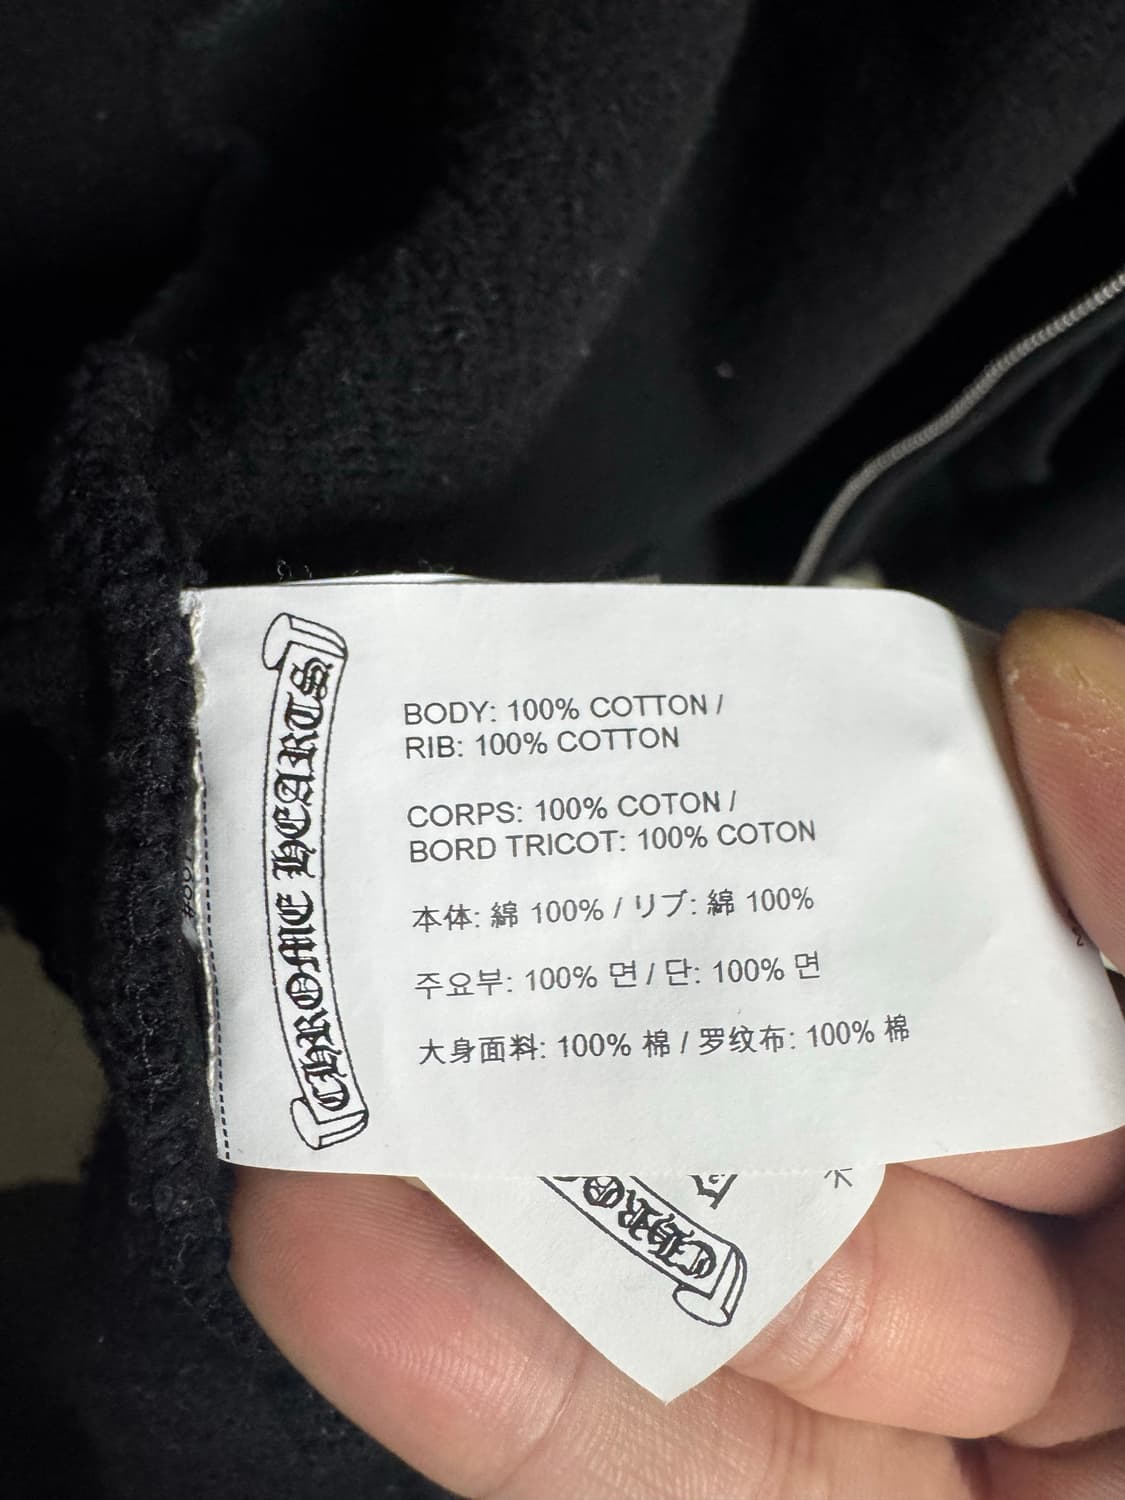 CHROME HEARTS
BODY: 100% COTTON /
RIB: 100% COTTON
CORPS: 100% COTON /
BORD TRICOT: 100% COTON
本体: 綿 100% / リブ: 綿 100%
주요부: 100% 면 / 단: 100% 면
大身面料: 100% 棉 / 罗纹布: 100% 棉
CHRO